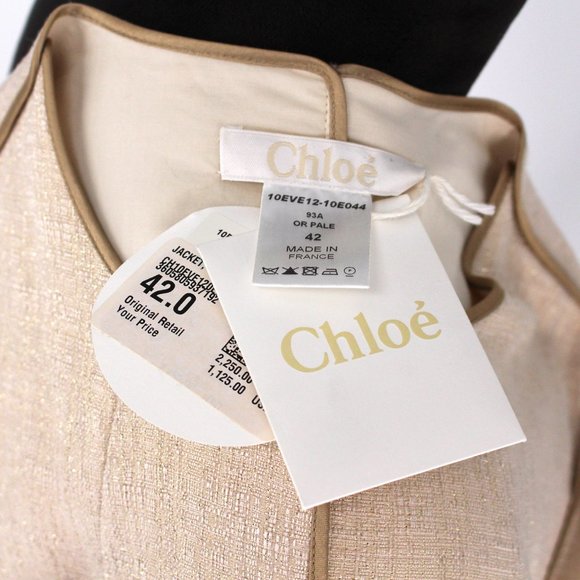 Chloé
10EVE12-10E044
93A
OR PALE
42
MADE IN
FRANCE
JACKET
42.0
Original Retail
Your Price
2,250.00
1,125.00
Chloé